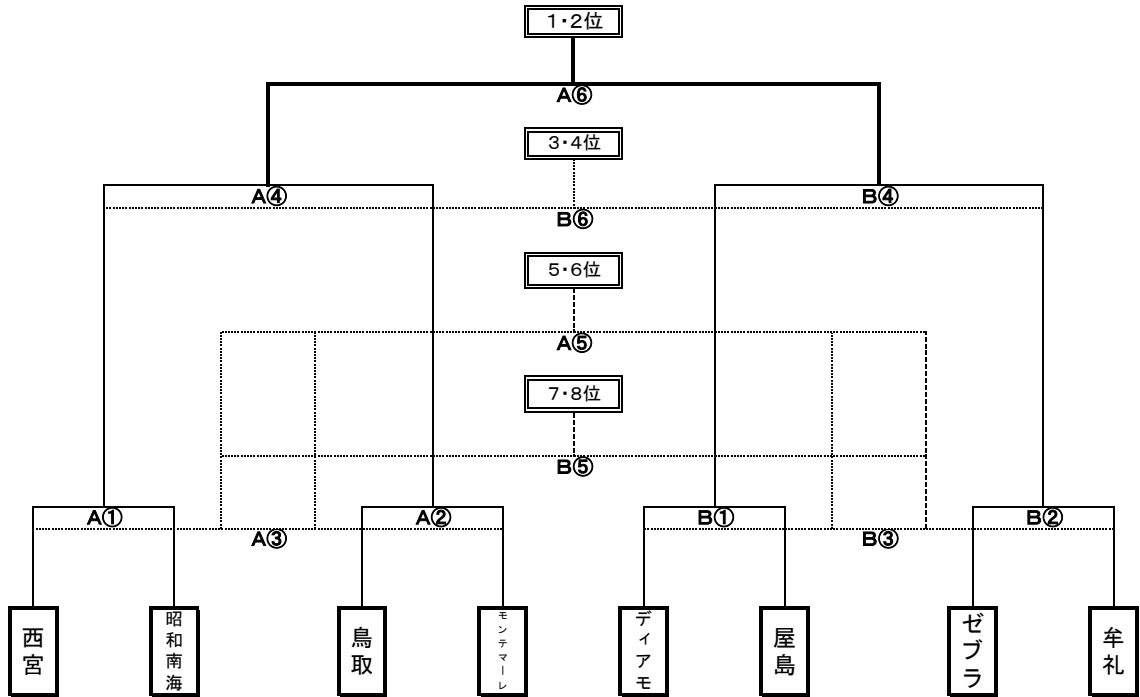 1・2位
A⑥
3・4位
A④
B④
B⑥
5・6位
A⑤
7・8位
B⑤
A①
A②
B①
B②
A③
B③
西宮
昭和南海
鳥取
モンテマーレ
ディアモ
屋島
ゼブラ
牟礼